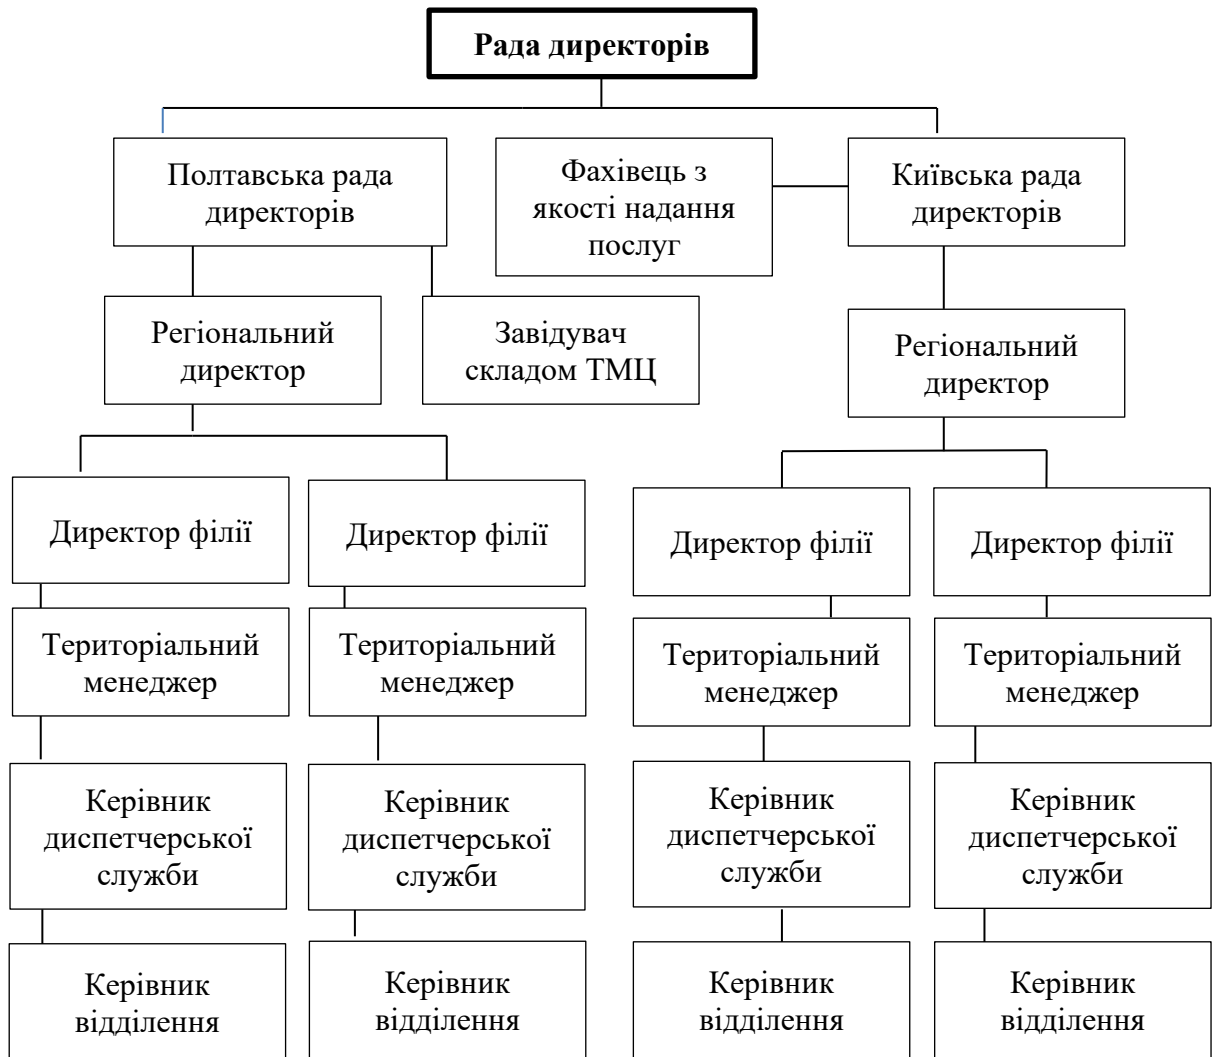 Рада директорів
Полтавська рада
директорів
Фахівець з
якості надання
послуг
Київська рада
директорів
Регіональний
директор
Завідувач
складом ТМЦ
Регіональний
директор
Директор філії
Директор філії
Директор філії
Директор філії
Територіальний
менеджер
Територіальний
менеджер
Територіальний
менеджер
Територіальний
менеджер
Керівник
диспетчерської
служби
Керівник
диспетчерської
служби
Керівник
диспетчерської
служби
Керівник
диспетчерської
служби
Керівник
відділення
Керівник
відділення
Керівник
відділення
Керівник
відділення